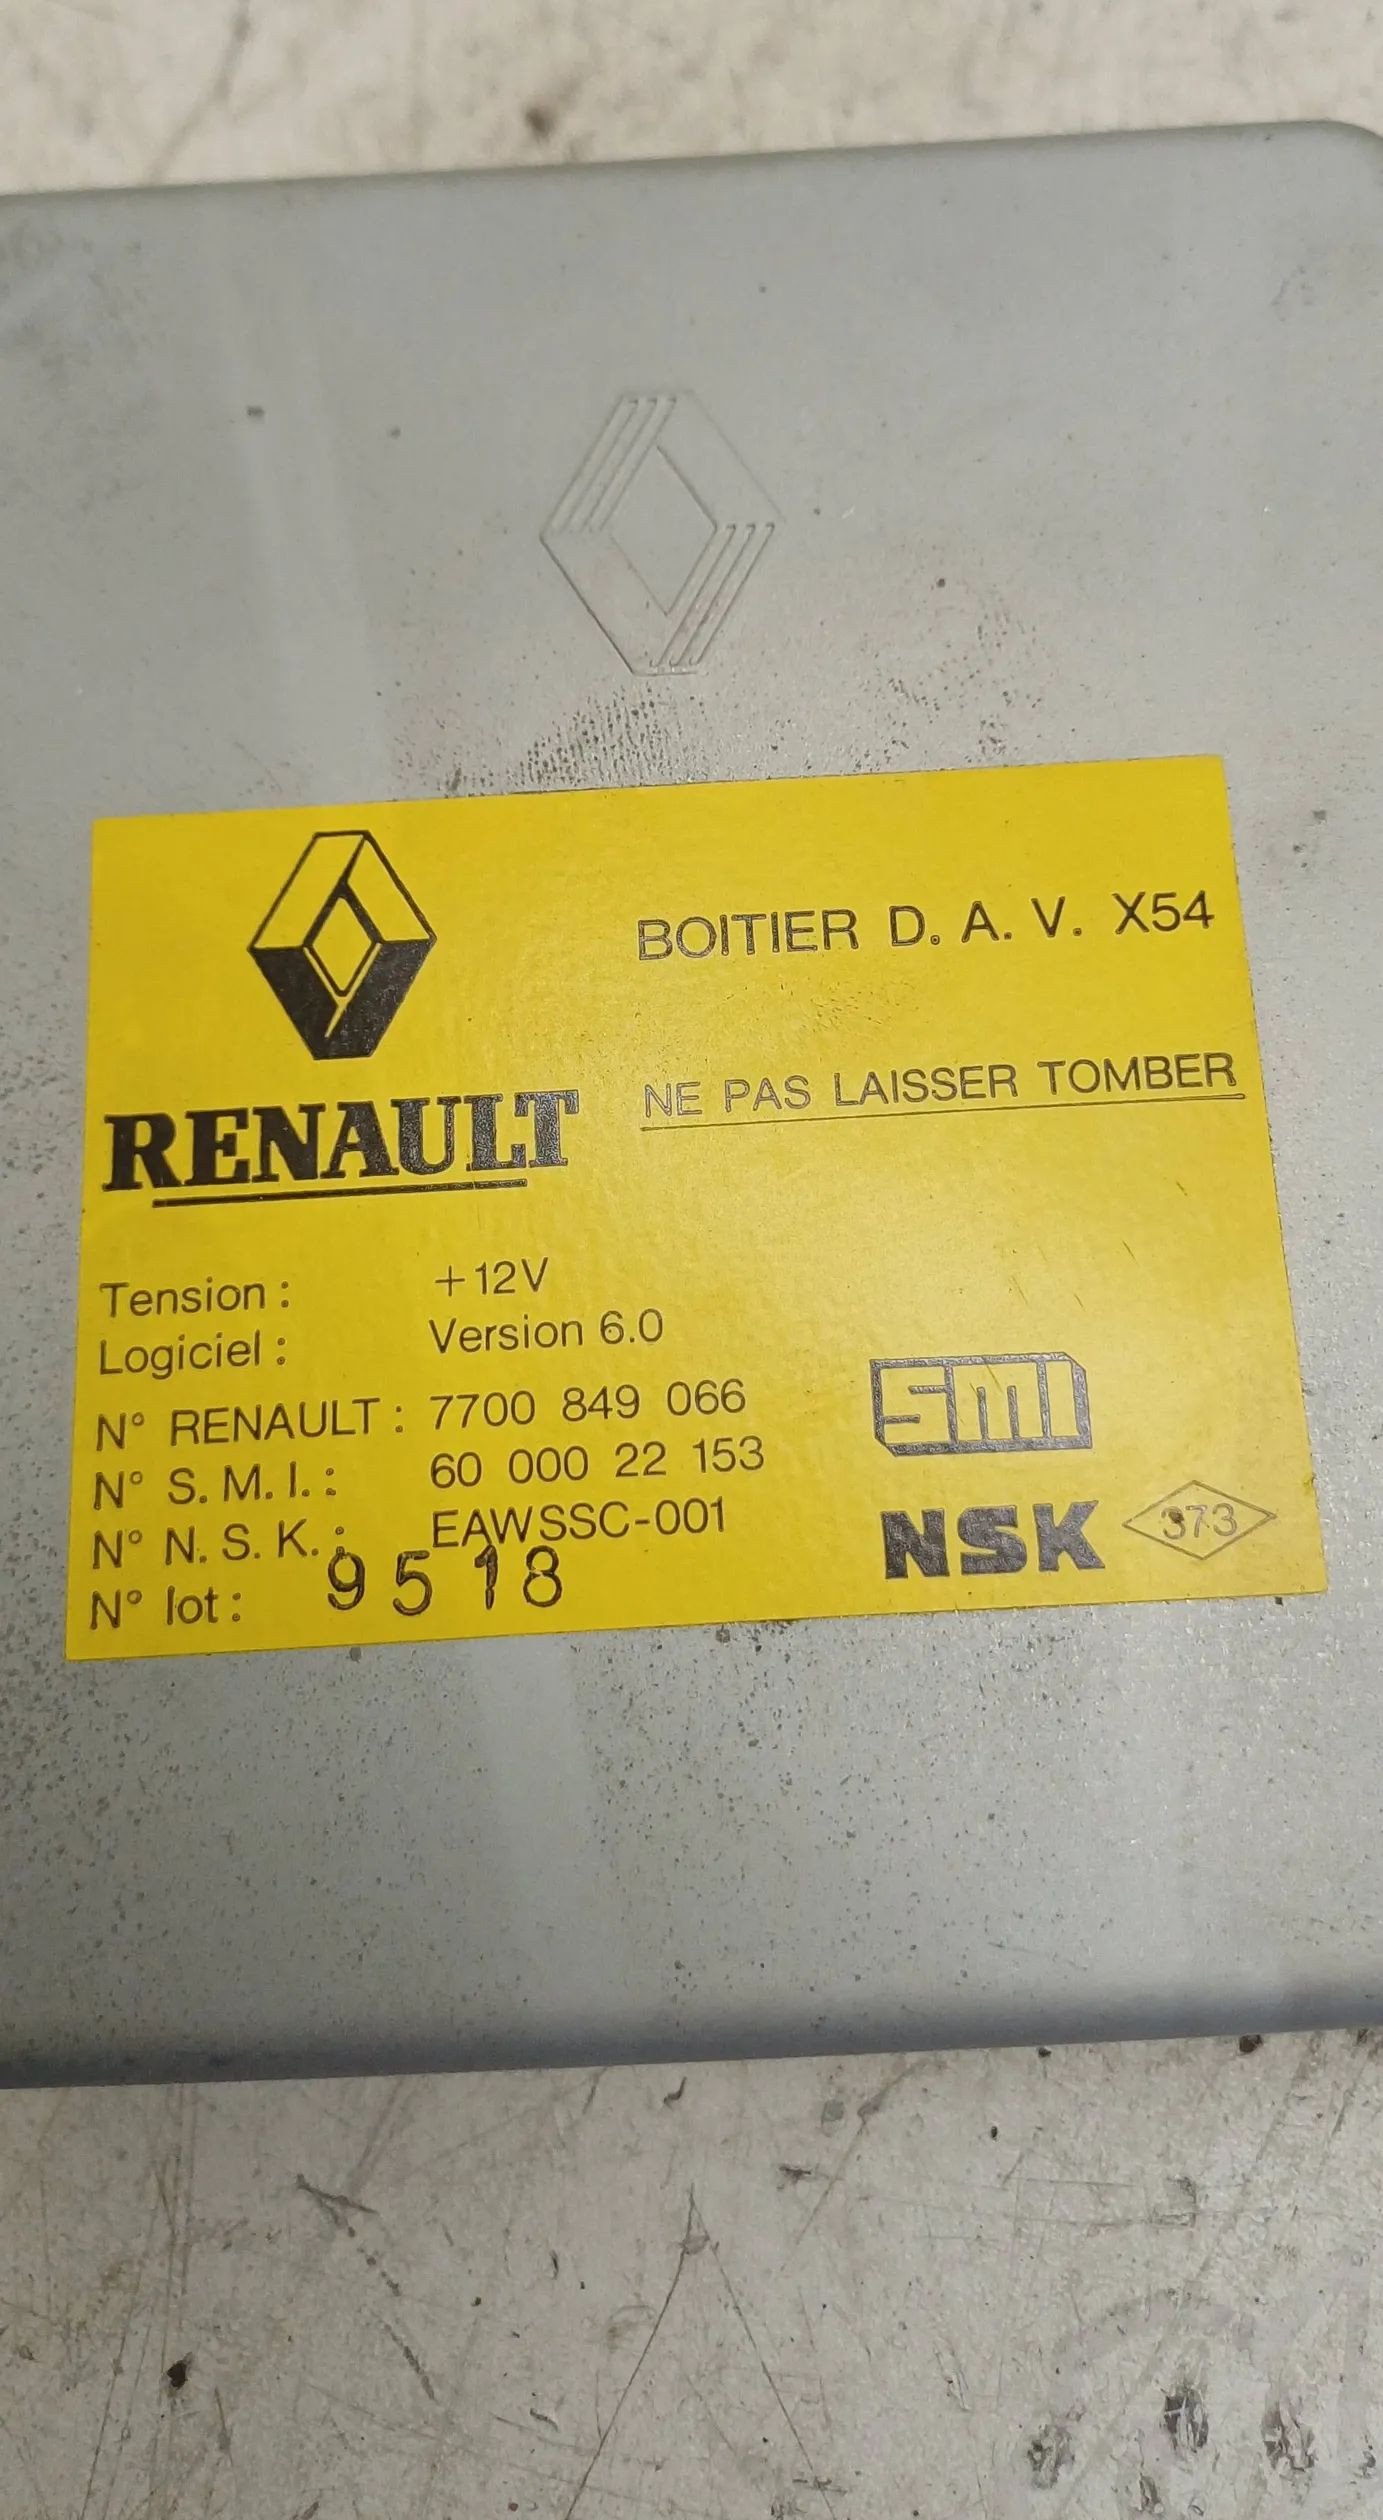 BOITIER D. A. V. X54
NE PAS LAISSER TOMBER
RENAULT
Tension : +12V
Logiciel : Version 6.0
N° RENAULT : 7700 849 066
N° S. M. I. : 60 000 22 153
N° N. S. K. : EAWSSC-001
N° lot : 9518
SMI
NSK 373